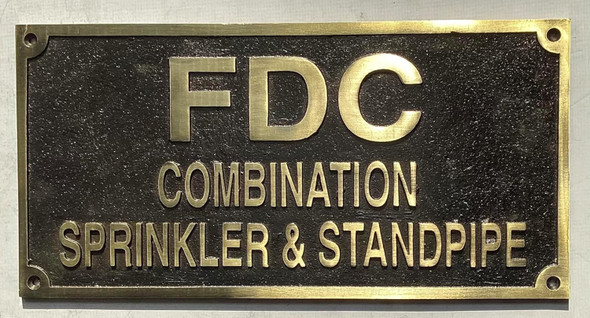 FDC
COMBINATION
SPRINKLER & STANDPIPE